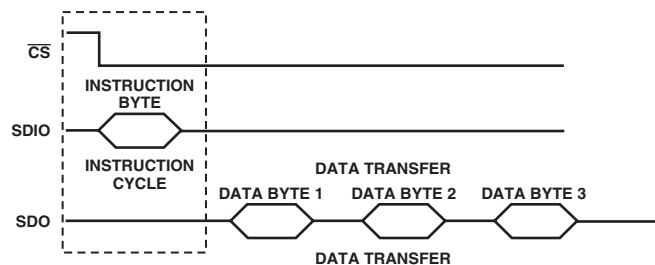 CS
INSTRUCTION
BYTE
SDIO
INSTRUCTION
CYCLE
DATA TRANSFER
DATA BYTE 1 DATA BYTE 2 DATA BYTE 3
SDO
DATA TRANSFER